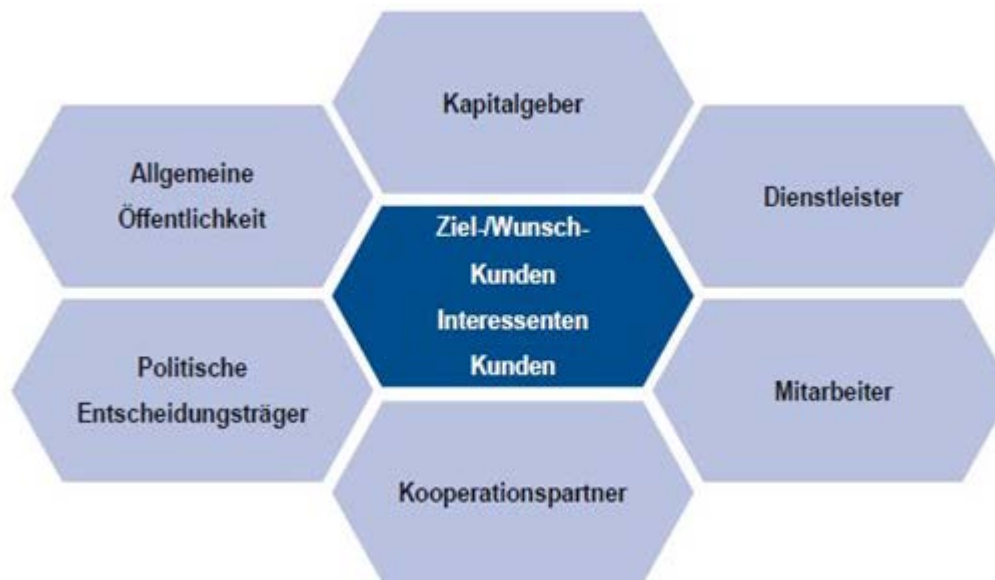 Kapitalgeber
Allgemeine
Öffentlichkeit
Dienstleister
Ziel-/Wunsch-
Kunden
Interessenten
Kunden
Politische
Entscheidungsträger
Mitarbeiter
Kooperationspartner